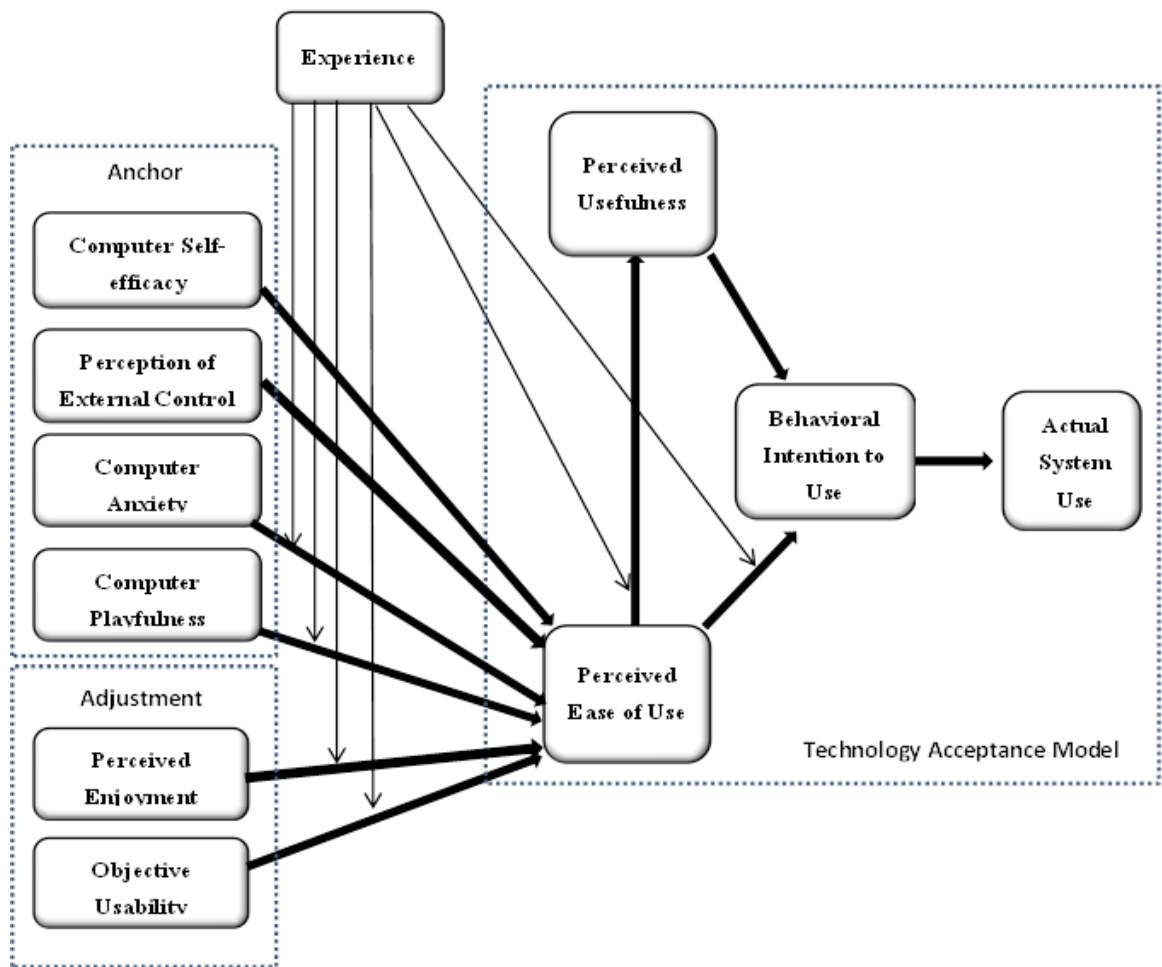 Experience
Anchor
Computer Self-
efficacy
Perception of
External Control
Computer
Anxiety
Computer
Playfulness
Adjustment
Perceived
Enjoyment
Objective
Usability
Perceived
Usefulness
Behavioral
Intention to
Use
Actual
System
Use
Perceived
Ease of Use
Technology Acceptance Model